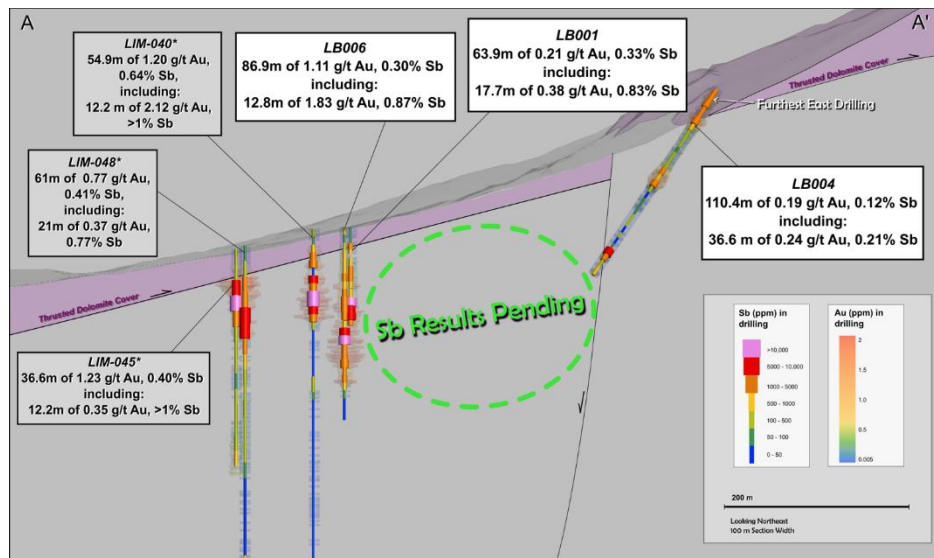 A
A'
LIM-040*
54.9m of 1.20 g/t Au,
0.64% Sb,
including:
12.2 m of 2.12 g/t Au,
>1% Sb
LB006
86.9m of 1.11 g/t Au, 0.30% Sb
including:
12.8m of 1.83 g/t Au, 0.87% Sb
LB001
63.9m of 0.21 g/t Au, 0.33% Sb
including:
17.7m of 0.38 g/t Au, 0.83% Sb
Thrusted Dolomite Cover
Furthest East Drilling
LIM-048*
61m of 0.77 g/t Au,
0.41% Sb,
including:
21m of 0.37 g/t Au,
0.77% Sb
LB004
110.4m of 0.19 g/t Au, 0.12% Sb
including:
36.6 m of 0.24 g/t Au, 0.21% Sb
Thrusted Dolomite Cover
Sb Results Pending
LIM-045*
36.6m of 1.23 g/t Au, 0.40% Sb
including:
12.2m of 0.35 g/t Au, >1% Sb
Sb (ppm) in
drilling
>10,000
5000 - 10,000
1000 - 5000
500 - 1000
100 - 500
50 - 100
0 - 50
Au (ppm) in
drilling
2
1.5
1.0
0.5
0.005
200 m
Looking Northeast
100 m Section Width